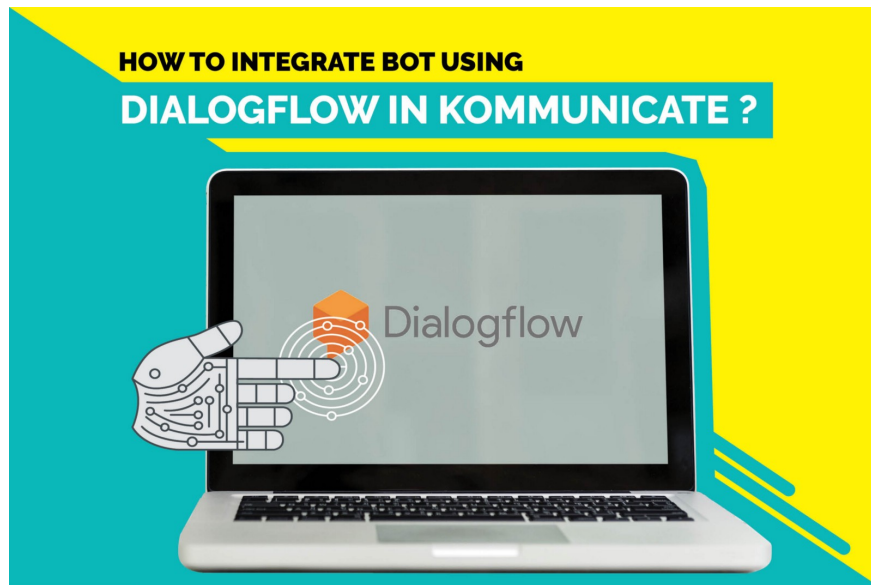 HOW TO INTEGRATE BOT USING
DIALOGFLOW IN KOMMUNICATE ?
Dialogflow